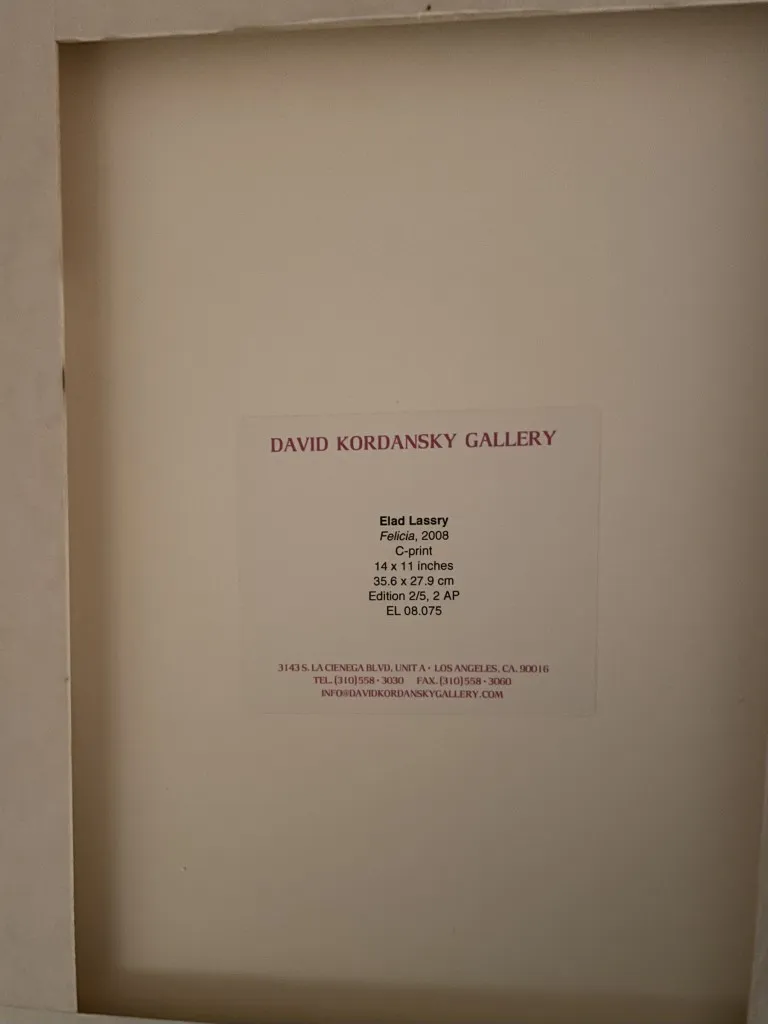 DAVID KORDANSKY GALLERY
Elad Lassry
Felicia, 2008
C-print
14 x 11 inches
35.6 x 27.9 cm
Edition 2/5, 2 AP
EL 08.075
3143 S. LA CIENEGA BLVD, UNIT A • LOS ANGELES, CA. 90016
TEL. (310)558 • 3030 FAX. (310)558 • 3060
INFO@DAVIDKORDANSKYGALLERY.COM